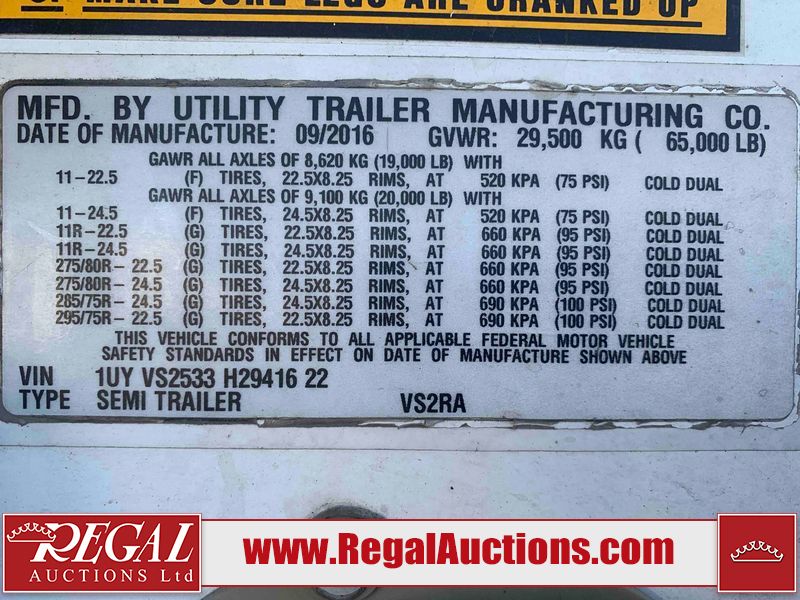 OR MAKE SURE LEGS ARE CRANKED UP
MFD. BY UTILITY TRAILER MANUFACTURING CO.
DATE OF MANUFACTURE: 09/2016 GVWR: 29,500 KG ( 65,000 LB)
GAWR ALL AXLES OF 8,620 KG (19,000 LB) WITH
11-22.5 (F) TIRES, 22.5X8.25 RIMS, AT 520 KPA (75 PSI) COLD DUAL
GAWR ALL AXLES OF 9,100 KG (20,000 LB) WITH
11-24.5 (F) TIRES, 24.5X8.25 RIMS, AT 520 KPA (75 PSI) COLD DUAL
11R-22.5 (G) TIRES, 22.5X8.25 RIMS, AT 660 KPA (95 PSI) COLD DUAL
11R-24.5 (G) TIRES, 24.5X8.25 RIMS, AT 660 KPA (95 PSI) COLD DUAL
275/80R-22.5 (G) TIRES, 22.5X8.25 RIMS, AT 660 KPA (95 PSI) COLD DUAL
275/80R-24.5 (G) TIRES, 24.5X8.25 RIMS, AT 660 KPA (95 PSI) COLD DUAL
285/75R-24.5 (G) TIRES, 24.5X8.25 RIMS, AT 690 KPA (100 PSI) COLD DUAL
295/75R-22.5 (G) TIRES, 22.5X8.25 RIMS, AT 690 KPA (100 PSI) COLD DUAL
THIS VEHICLE CONFORMS TO ALL APPLICABLE FEDERAL MOTOR VEHICLE
SAFETY STANDARDS IN EFFECT ON DATE OF MANUFACTURE SHOWN ABOVE
VIN 1UY VS2533 H29416 22
TYPE SEMI TRAILER VS2RA
REGAL
AUCTIONS Ltd
www.RegalAuctions.com